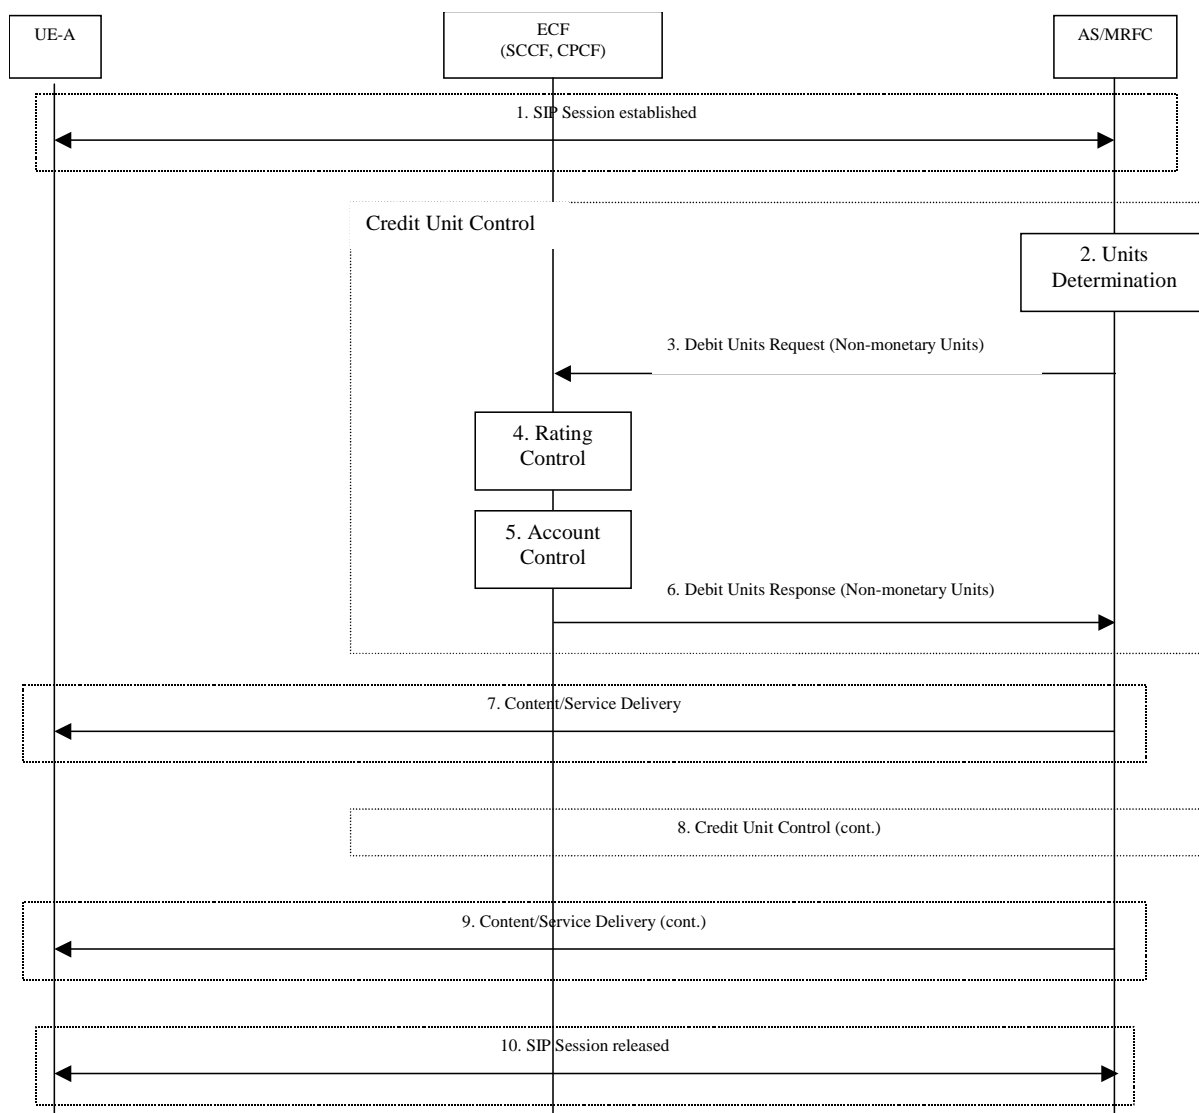 UE-A
ECF
(SCCF, CPCF)
AS/MRFC
1. SIP Session established
Credit Unit Control
2. Units
Determination
3. Debit Units Request (Non-monetary Units)
4. Rating
Control
5. Account
Control
6. Debit Units Response (Non-monetary Units)
7. Content/Service Delivery
8. Credit Unit Control (cont.)
9. Content/Service Delivery (cont.)
10. SIP Session released